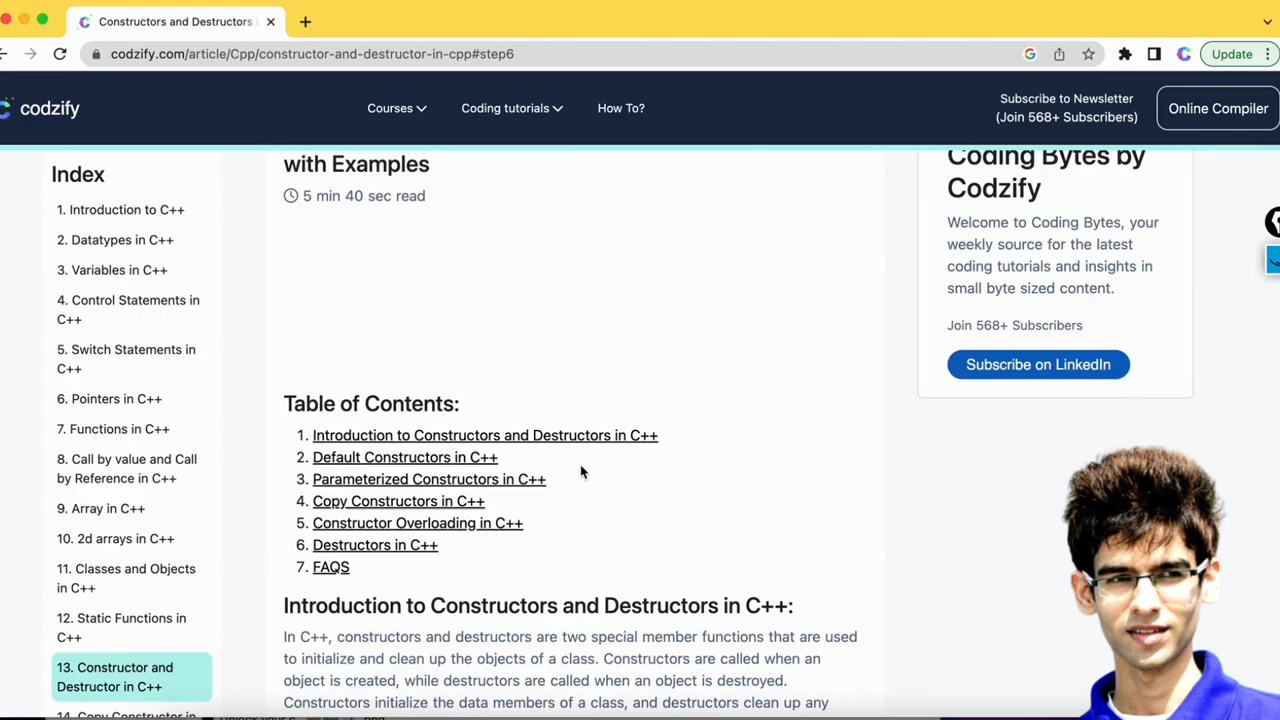 Constructors and Destructors
codzify.com/article/Cpp/constructor-and-destructor-in-cpp#step6
Update
codzify
Courses
Coding tutorials
How To?
Subscribe to Newsletter
(Join 568+ Subscribers)
Online Compiler
Index
1. Introduction to C++
2. Datatypes in C++
3. Variables in C++
4. Control Statements in
C++
5. Switch Statements in
C++
6. Pointers in C++
7. Functions in C++
8. Call by value and Call
by Reference in C++
9. Array in C++
10. 2d arrays in C++
11. Classes and Objects
in C++
12. Static Functions in
C++
13. Constructor and
Destructor in C++
14. Copy Constructor in
with Examples
5 min 40 sec read
Table of Contents:
1. Introduction to Constructors and Destructors in C++
2. Default Constructors in C++
3. Parameterized Constructors in C++
4. Copy Constructors in C++
5. Constructor Overloading in C++
6. Destructors in C++
7. FAQS
Introduction to Constructors and Destructors in C++:
In C++, constructors and destructors are two special member functions that are used
to initialize and clean up the objects of a class. Constructors are called when an
object is created, while destructors are called when an object is destroyed.
Constructors initialize the data members of a class, and destructors clean up any
Coding Bytes by
Codzify
Welcome to Coding Bytes, your
weekly source for the latest
coding tutorials and insights in
small byte sized content.
Join 568+ Subscribers
Subscribe on LinkedIn